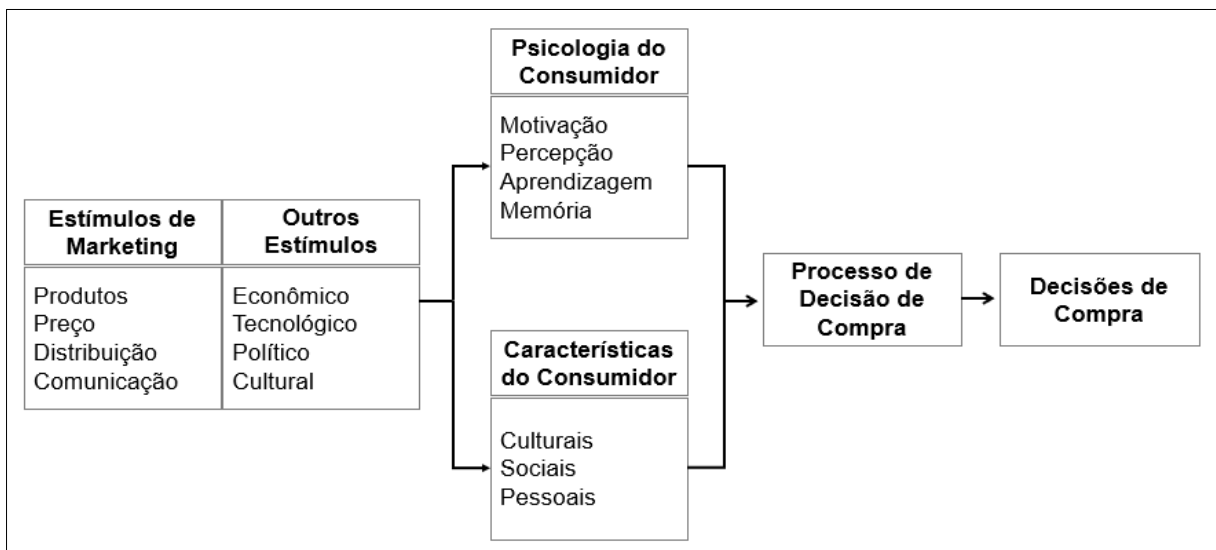 Estímulos de
Marketing
Produtos
Preço
Distribuição
Comunicação
Outros
Estímulos
Econômico
Tecnológico
Político
Cultural
Psicologia do
Consumidor
Motivação
Percepção
Aprendizagem
Memória
Característicias
do Consumidor
Culturais
Sociais
Pessoais
Processo de
Decisão de
Compra
Decisões de
Compra